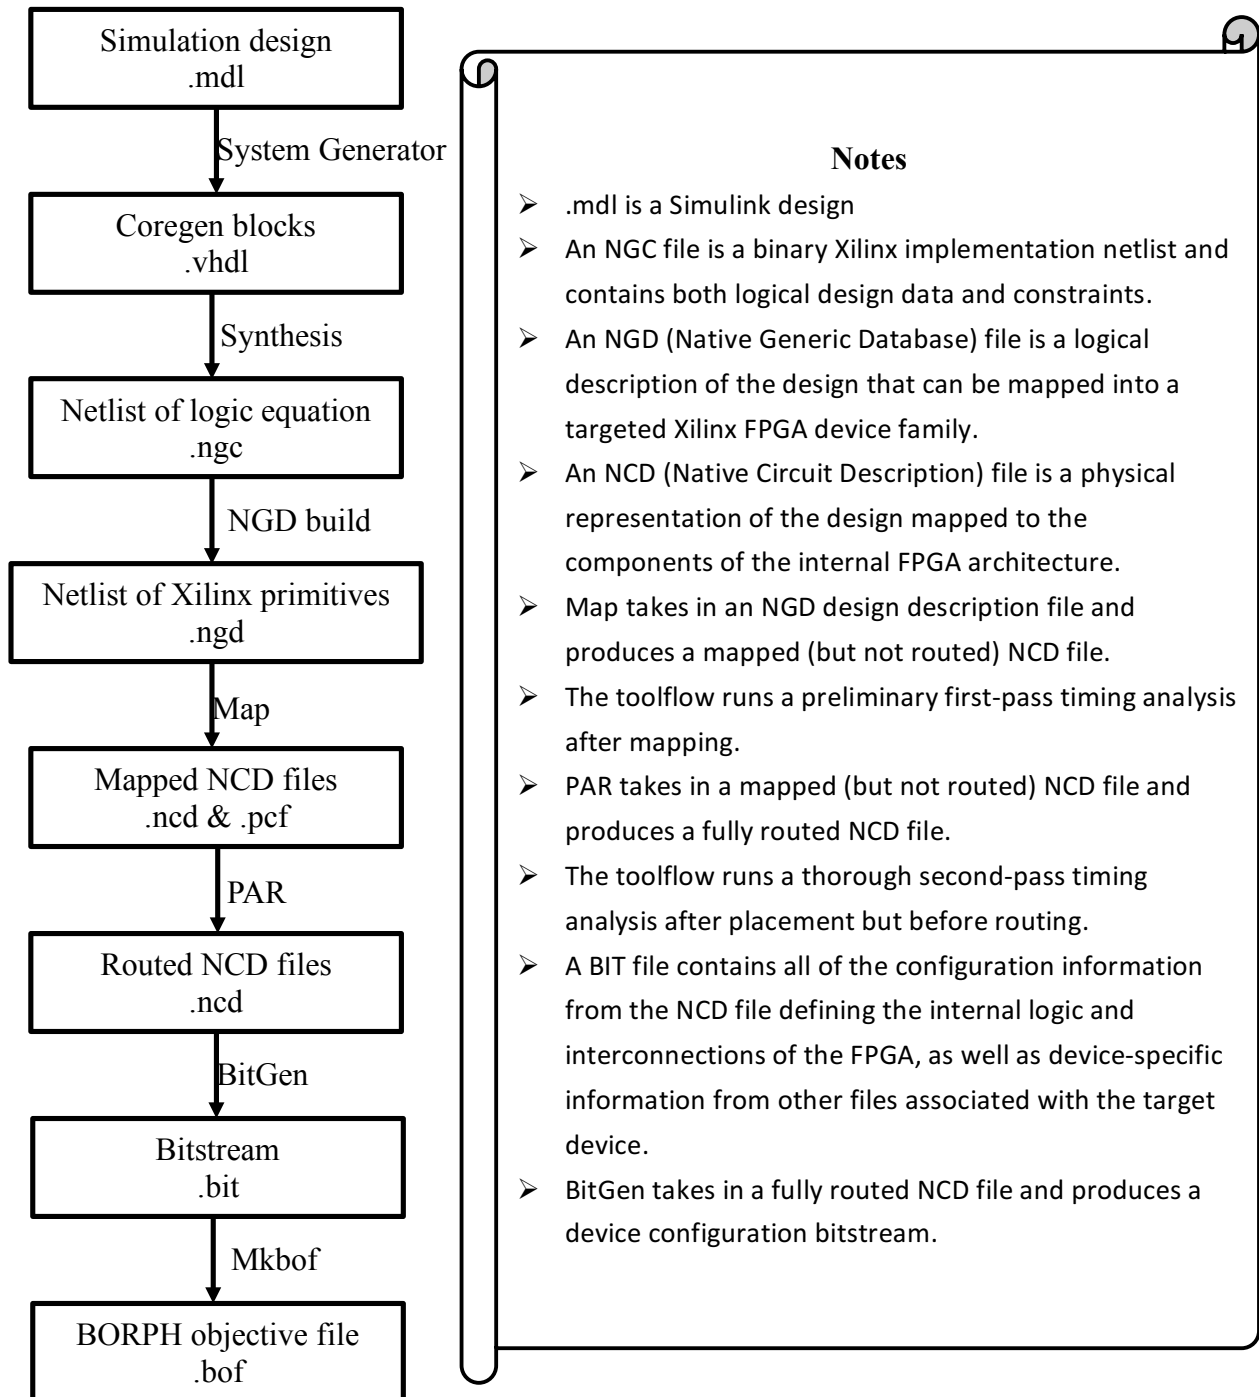 Simulation design
.mdl
System Generator
Coregen blocks
.vhdl
Synthesis
Netlist of logic equation
.ngc
NGD build
Netlist of Xilinx primitives
.ngd
Map
Mapped NCD files
.ncd & .pcf
PAR
Routed NCD files
.ncd
BitGen
Bitstream
.bit
Mkbof
BORPH objective file
.bof
Notes
➢ .mdl is a Simulink design
➢ An NGC file is a binary Xilinx implementation netlist and
contains both logical design data and constraints.
➢ An NGD (Native Generic Database) file is a logical
description of the design that can be mapped into a
targeted Xilinx FPGA device family.
➢ An NCD (Native Circuit Description) file is a physical
representation of the design mapped to the
components of the internal FPGA architecture.
➢ Map takes in an NGD design description file and
produces a mapped (but not routed) NCD file.
➢ The toolflow runs a preliminary first-pass timing analysis
after mapping.
➢ PAR takes in a mapped (but not routed) NCD file and
produces a fully routed NCD file.
➢ The toolflow runs a thorough second-pass timing
analysis after placement but before routing.
➢ A BIT file contains all of the configuration information
from the NCD file defining the internal logic and
interconnections of the FPGA, as well as device-specific
information from other files associated with the target
device.
➢ BitGen takes in a fully routed NCD file and produces a
device configuration bitstream.